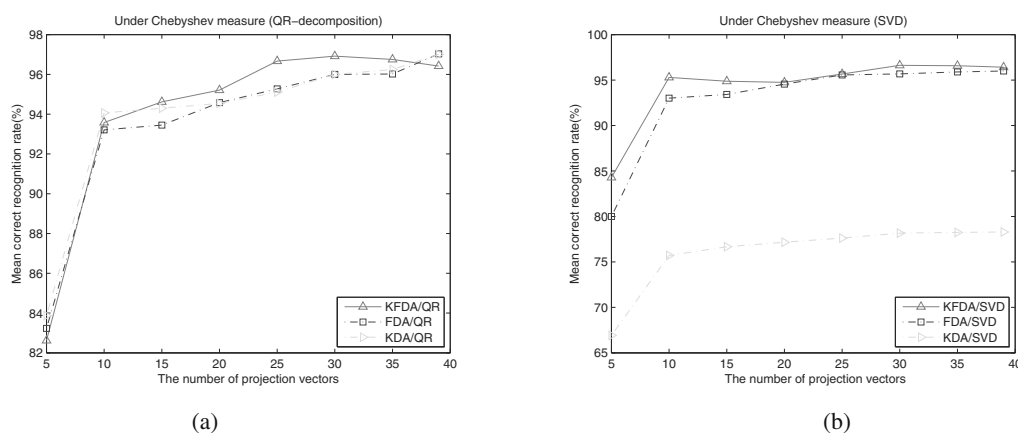 Under Chebyshev measure (QR−decomposition)
98
96
94
92
90
88
86
84
82
Mean correct recognition rate(%)
KFDA/QR
FDA/QR
KDA/QR
5 10 15 20 25 30 35 40
The number of projection vectors
(a)
Under Chebyshev measure (SVD)
100
95
90
85
80
75
70
65
Mean correct recognition rate(%)
KFDA/SVD
FDA/SVD
KDA/SVD
5 10 15 20 25 30 35 40
The number of projection vectors
(b)